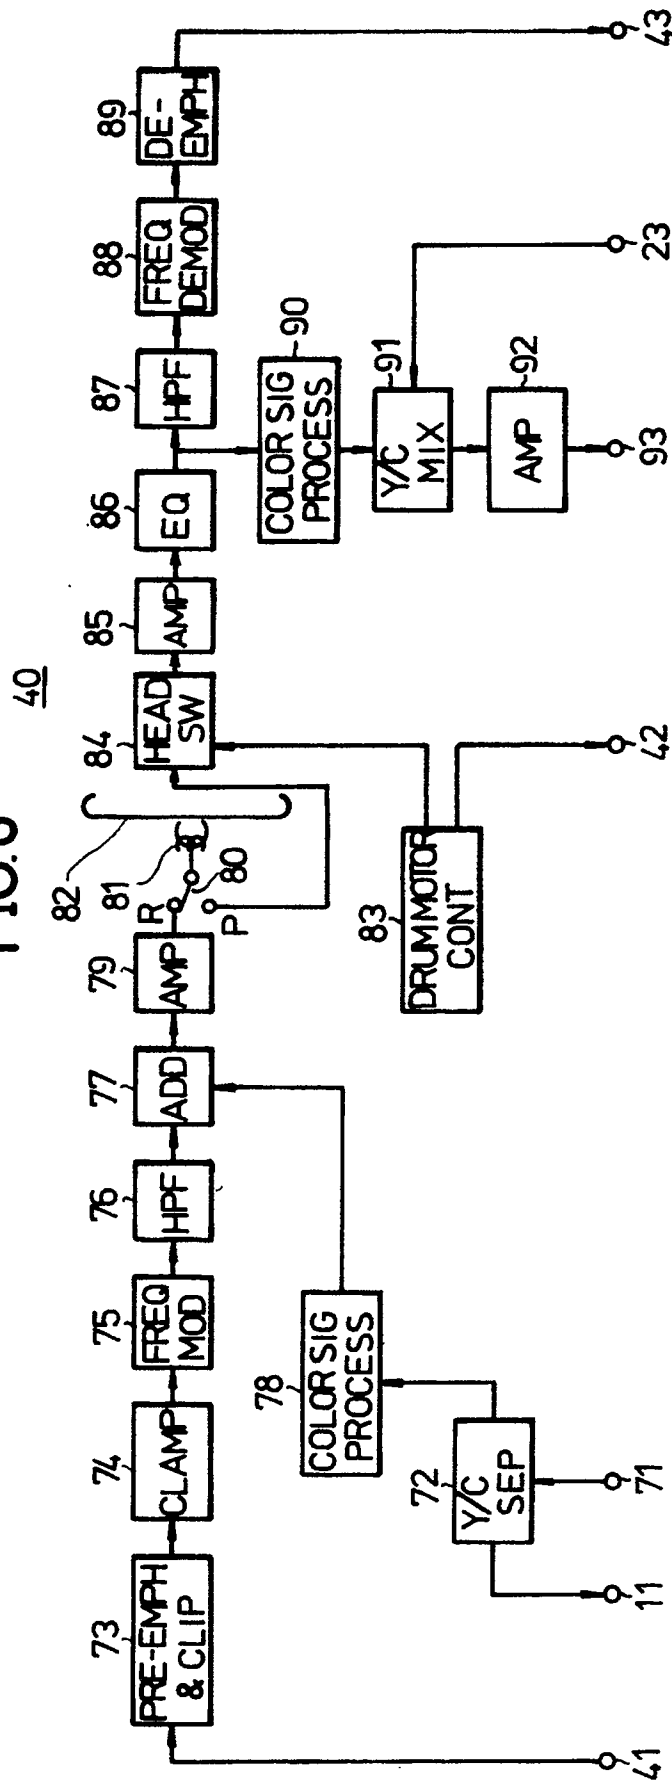 40
73
PRE-EMPH
& CLIP
74
CLAMP
75
FREQ
MOD
76
HPF
77
ADD
79
AMP
R
P
80
81
82
84
HEAD
SW
85
AMP
86
EQ
87
HPF
88
FREQ
DEMOD
89
DE-
EMPH
78
COLOR SIG
PROCESS
72
Y/C
SEP
83
DRUM MOTOR
CONT
90
COLOR SIG
PROCESS
91
Y/C
MIX
92
AMP
41
11
71
42
93
23
43